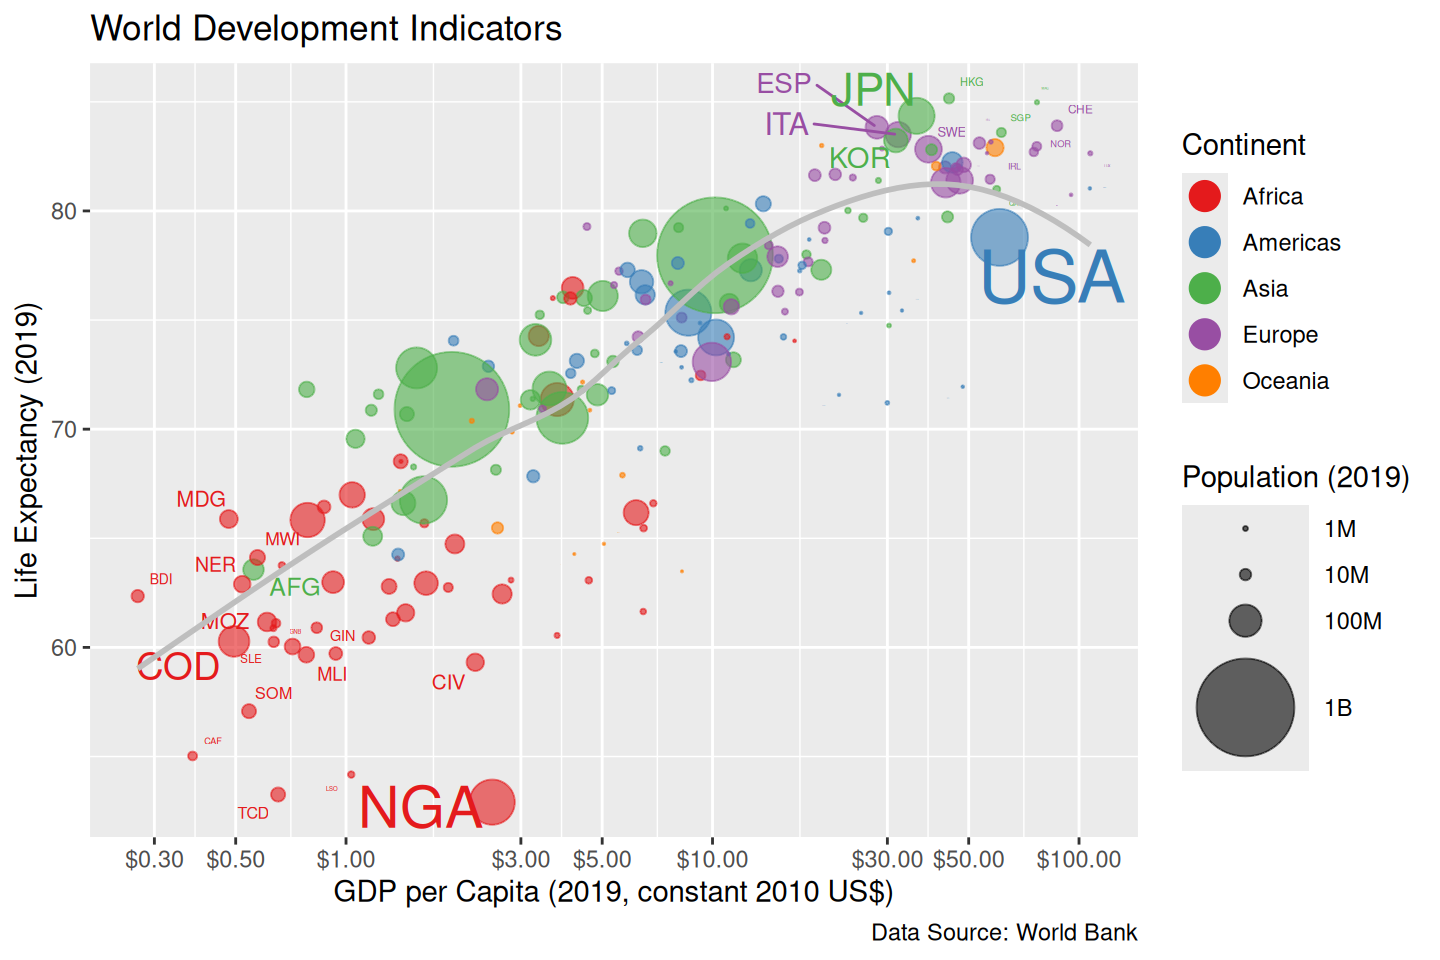 World Development Indicators
ESP
JPN
HKG
ITA
CHE
SGP
SWE
KOR
NOR
IRL
USA
80
70
60
Life Expectancy (2019)
MDG
MWI
NER
BDI
AFG
MOZ
GNB
GIN
COD
SLE
MLI
CIV
SOM
CAF
LSO
NGA
TCD
$0.30
$0.50
$1.00
$3.00
$5.00
$10.00
$30.00
$50.00
$100.00
GDP per Capita (2019, constant 2010 US$)
Data Source: World Bank
Continent
Africa
Americas
Asia
Europe
Oceania
Population (2019)
1M
10M
100M
1B